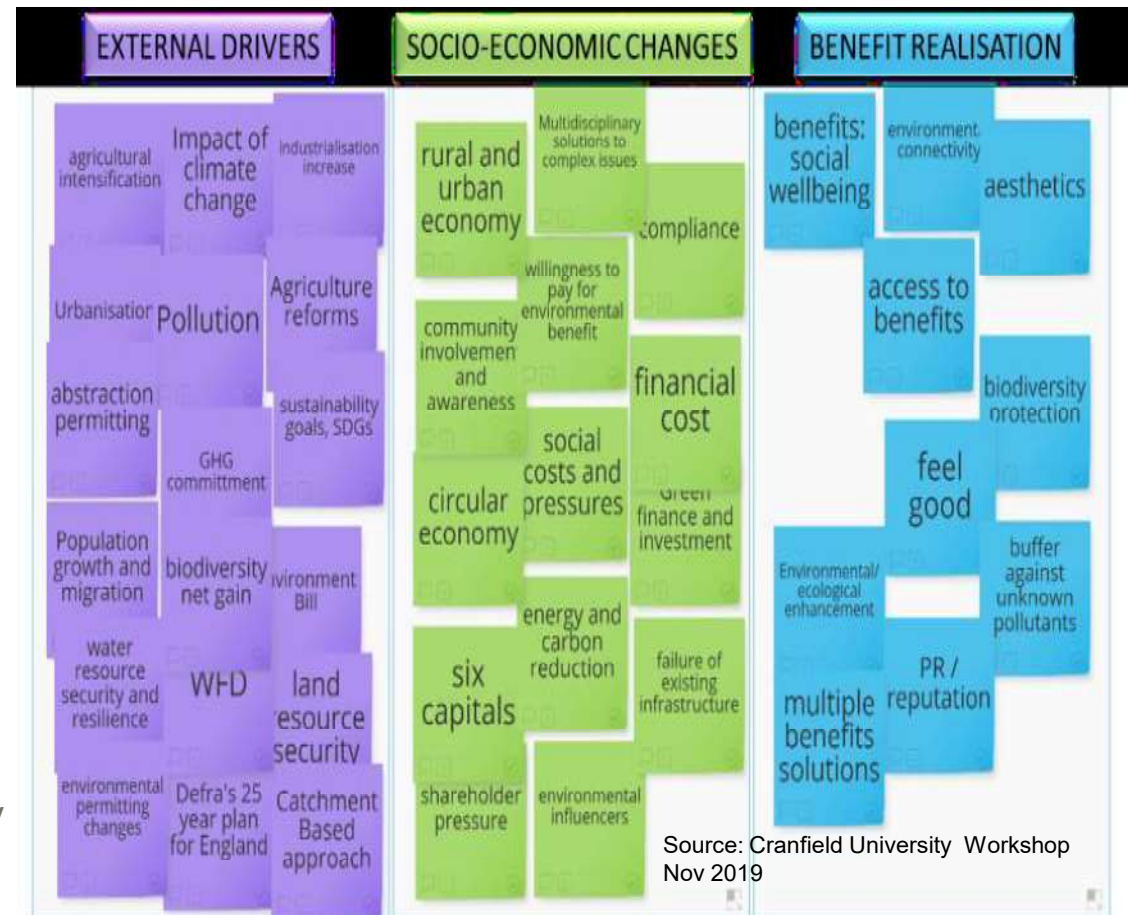 EXTERNAL DRIVERS
agricultural
intensification
Impact of
climate
change
industrialisation
increase
Urbanisation
Pollution
Agriculture
reforms
abstraction
permitting
GHG
committment
sustainability
goals, SDGs
Population
growth and
migration
biodiversity
net gain
vironment
Bill
water
resource
security and
resilience
WFD
land
esource
security
environmental
permitting
changes
Defra's 25
year plan
for England
Catchment
Based
approach
SOCIO-ECONOMIC CHANGES
rural and
urban
economy
Multidisciplinary
solutions to
complex issues
compliance
willingness to
pay for
environmental
benefit
community
involvemen
and
awareness
financial
cost
social
costs and
pressures
circular
economy
Green
finance and
investment
energy and
carbon
reduction
six
capitals
failure of
existing
infrastructure
shareholder
pressure
environmental
influencers
BENEFIT REALISATION
benefits:
social
wellbeing
environment.
connectivity
aesthetics
access to
benefits
biodiversity
protection
feel
good
Environmental/
ecological
enhancement
buffer
against
unknown
pollutants
PR /
reputation
multiple
benefits
solutions
Source: Cranfield University Workshop
Nov 2019